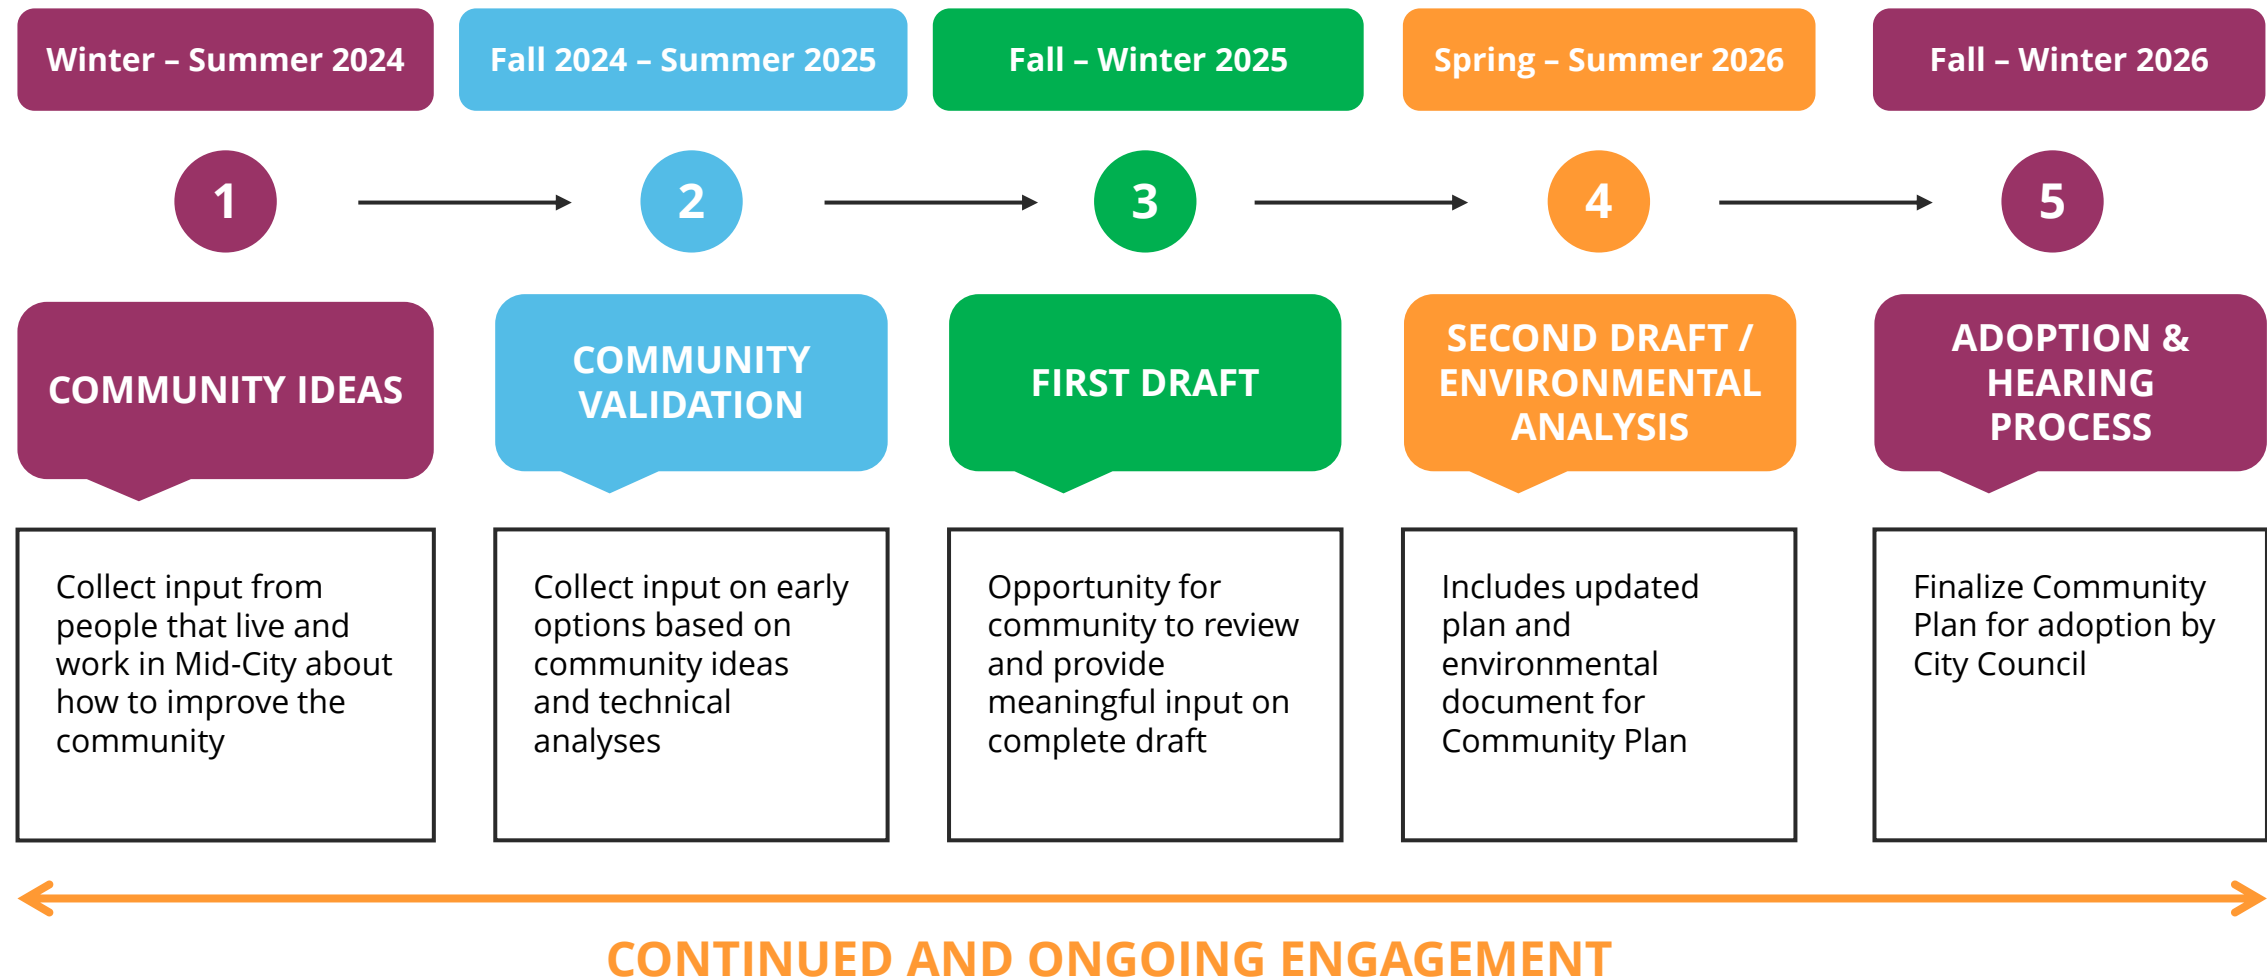 Winter – Summer 2024
Fall 2024 – Summer 2025
Fall – Winter 2025
Spring – Summer 2026
Fall – Winter 2026
1
2
3
4
5
COMMUNITY IDEAS
COMMUNITY
VALIDATION
FIRST DRAFT
SECOND DRAFT /
ENVIRONMENTAL
ANALYSIS
ADOPTION &
HEARING
PROCESS
Collect input from
people that live and
work in Mid-City about
how to improve the
community
Collect input on early
options based on
community ideas
and technical
analyses
Opportunity for
community to review
and provide
meaningful input on
complete draft
Includes updated
plan and
environmental
document for
Community Plan
Finalize Community
Plan for adoption by
City Council
CONTINUED AND ONGOING ENGAGEMENT